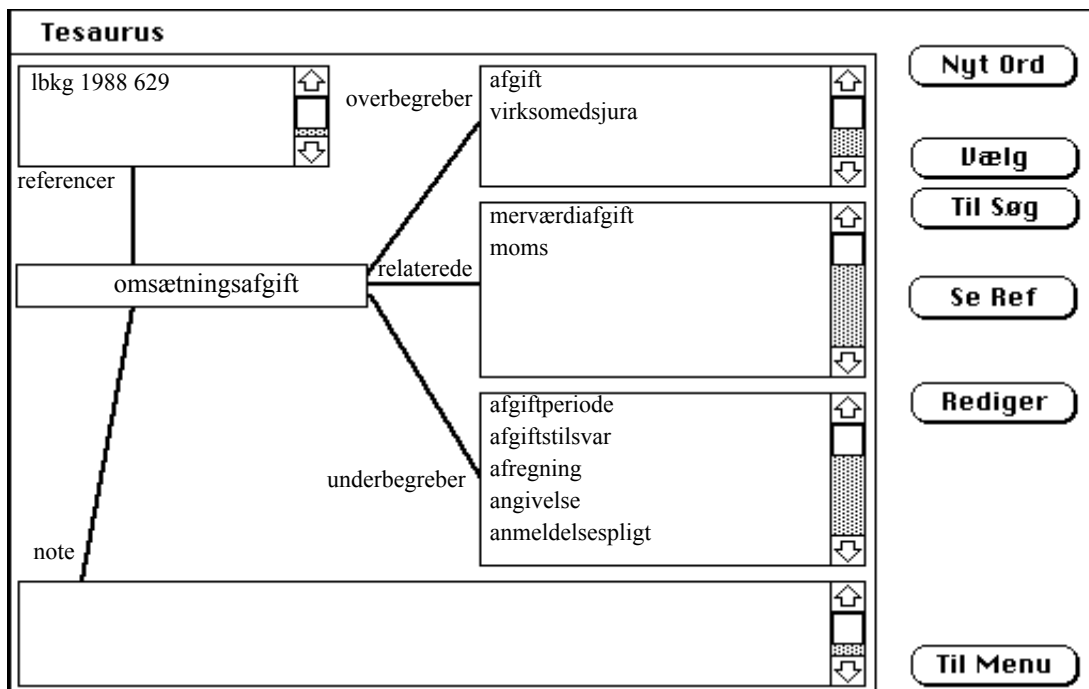 Tesaurus
lbkg 1988 629
referencer
overbegreber
afgift
virksomedsjura
merværdiafgift
moms
omsætningsafgift
relaterede
afgiftperiode
afgiftstilsvar
afregning
angivelse
anmeldelsespligt
underbegreber
note
Nyt Ord
Vælg
Til Søg
Se Ref
Rediger
Til Menu